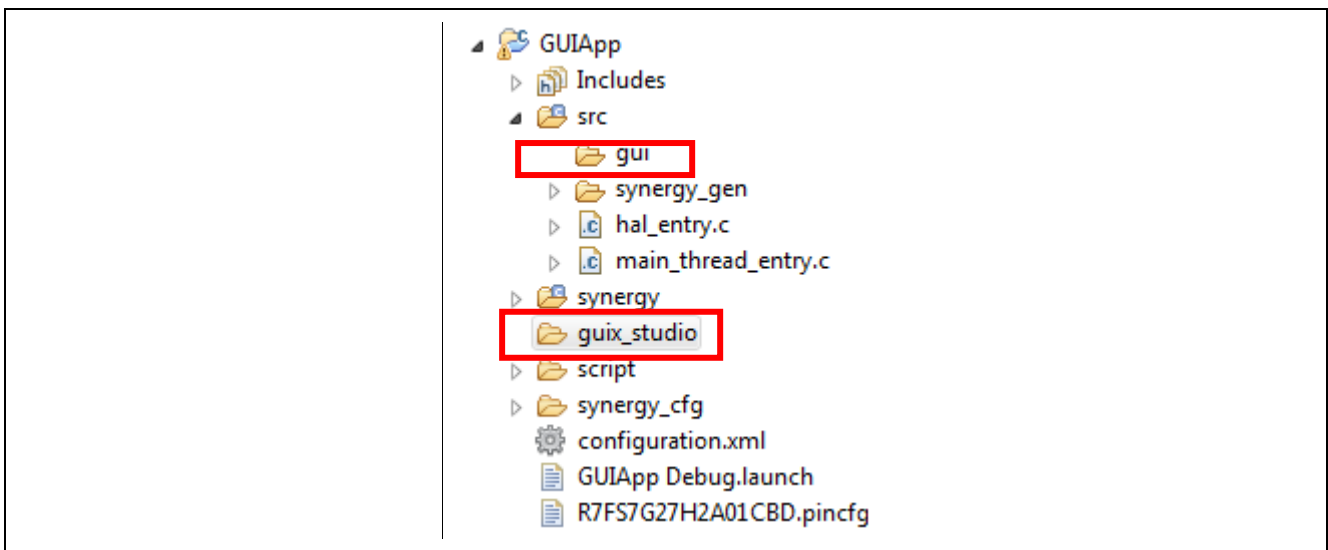 GUIApp
Includes
src
gui
synergy_gen
hal_entry.c
main_thread_entry.c
synergy
guix_studio
script
synergy_cfg
configuration.xml
GUIApp Debug.launch
R7FS7G27H2A01CBD.pincfg